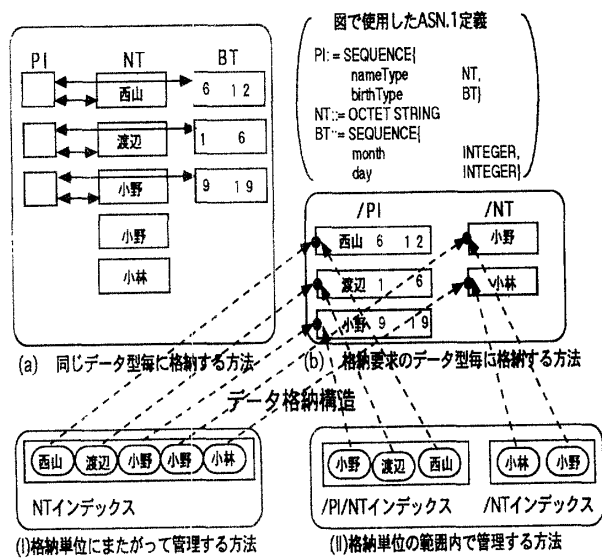 図で使用したASN.1定義
PI:= SEQUENCE{
nameType NT,
birthType BT}
NT::= OCTET STRING
BT::= SEQUENCE{
month INTEGER,
day INTEGER}
PI NT BT
西山 6 12
渡辺 1 6
小野 9 19
小野
小林
(a) 同じデータ型毎に格納する方法
/PI /NT
西山 6 12 小野
渡辺 1 6 小林
小野 9 19
(b) 格納要求のデータ型毎に格納する方法
データ格納構造
西山 渡辺 小野 小野 小林
NTインデックス
(I)格納単位にまたがって管理する方法
小野 渡辺 西山 小林 小野
/PI/NTインデックス /NTインデックス
(II)格納単位の範囲内で管理する方法